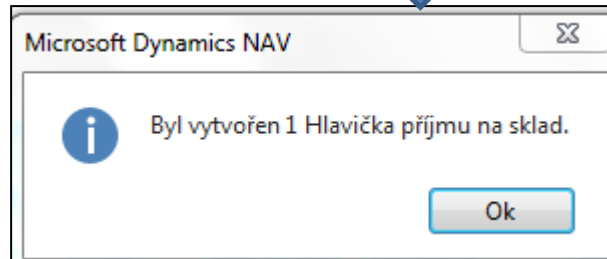 Microsoft Dynamics NAV
Byl vytvořen 1 Hlavička příjmu na sklad.
Ok